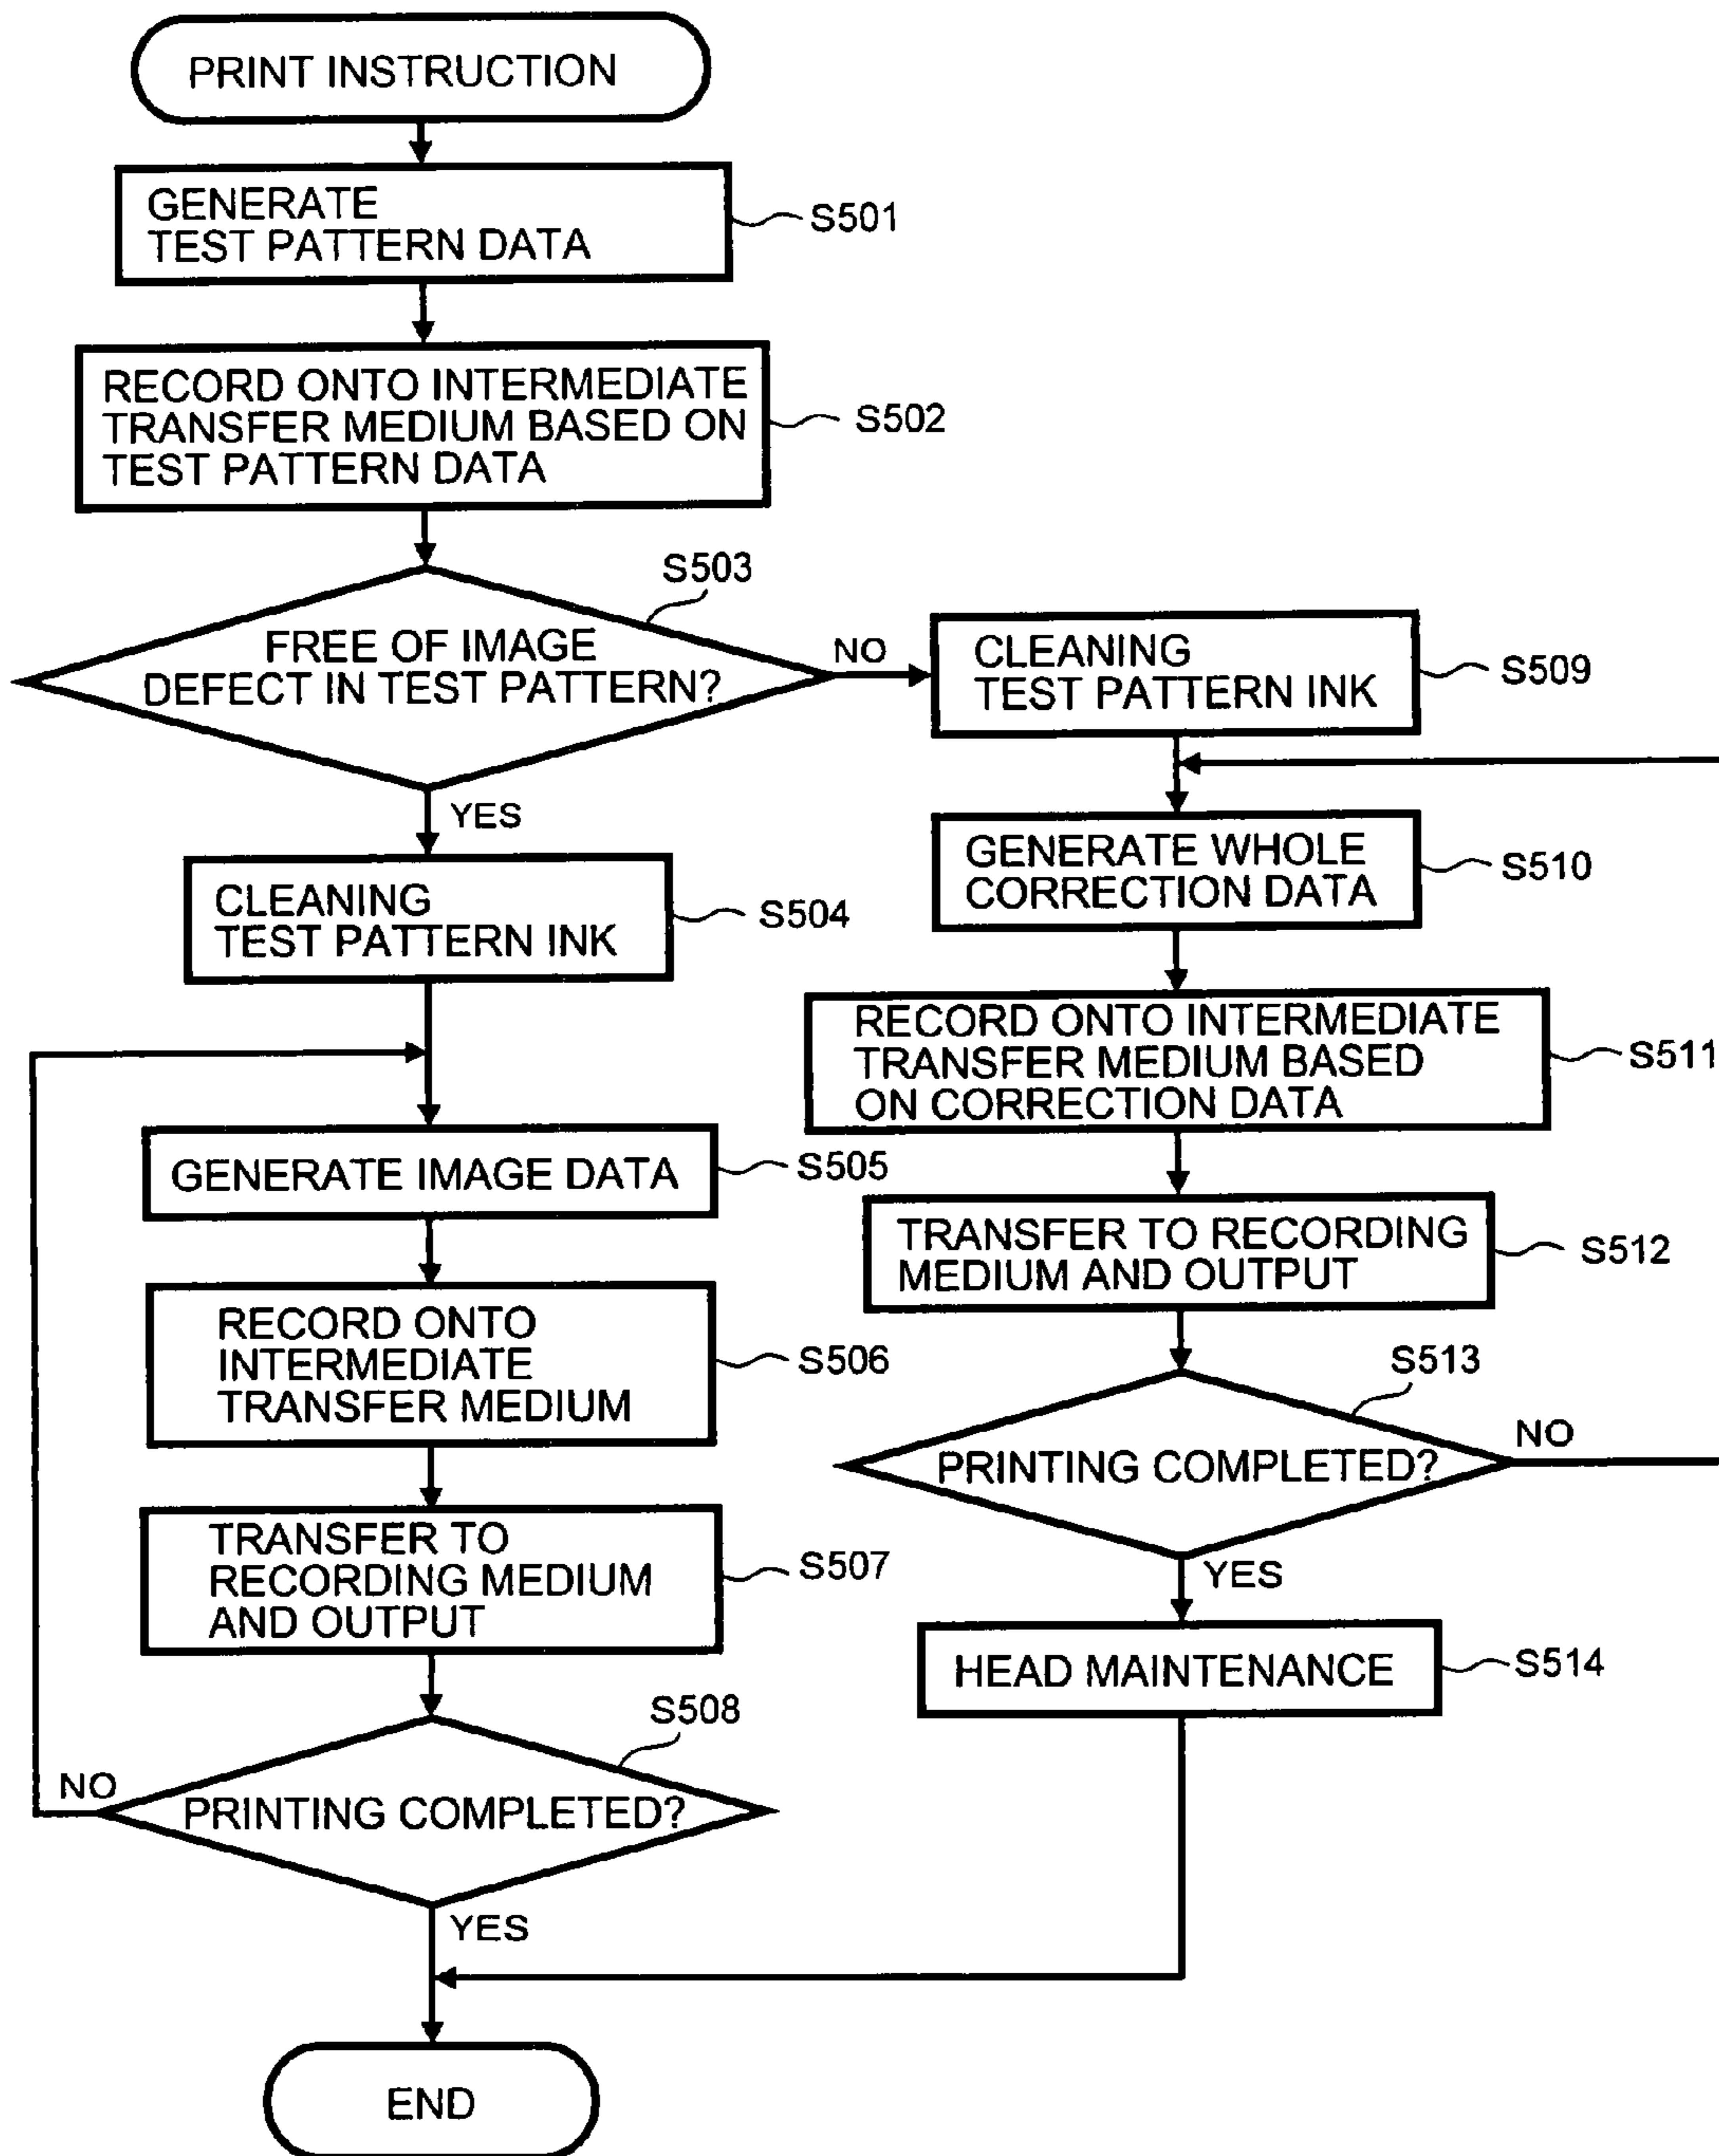 PRINT INSTRUCTION
GENERATE
TEST PATTERN DATA
S501
RECORD ONTO INTERMEDIATE
TRANSFER MEDIUM BASED ON
TEST PATTERN DATA
S502
S503
FREE OF IMAGE
DEFECT IN TEST PATTERN?
NO
YES
CLEANING
TEST PATTERN INK
S504
GENERATE IMAGE DATA
S505
RECORD ONTO
INTERMEDIATE
TRANSFER MEDIUM
S506
TRANSFER TO
RECORDING MEDIUM
AND OUTPUT
S507
S508
PRINTING COMPLETED?
NO
YES
CLEANING
TEST PATTERN INK
S509
GENERATE WHOLE
CORRECTION DATA
S510
RECORD ONTO INTERMEDIATE
TRANSFER MEDIUM BASED
ON CORRECTION DATA
S511
TRANSFER TO RECORDING
MEDIUM AND OUTPUT
S512
S513
PRINTING COMPLETED?
NO
YES
HEAD MAINTENANCE
S514
END